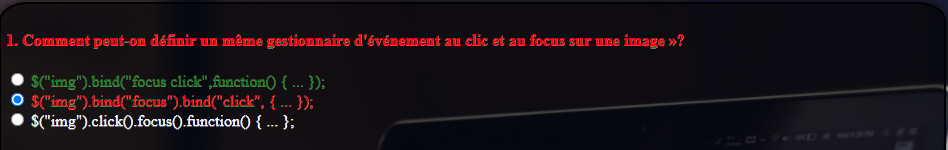 1. Comment peut-on définir un même gestionnaire d'événement au clic et au focus sur une image »?
$("img").bind("focus click",function() { ... });
$("img").bind("focus").bind("click", { ... });
$("img").click().focus().function() { ... };